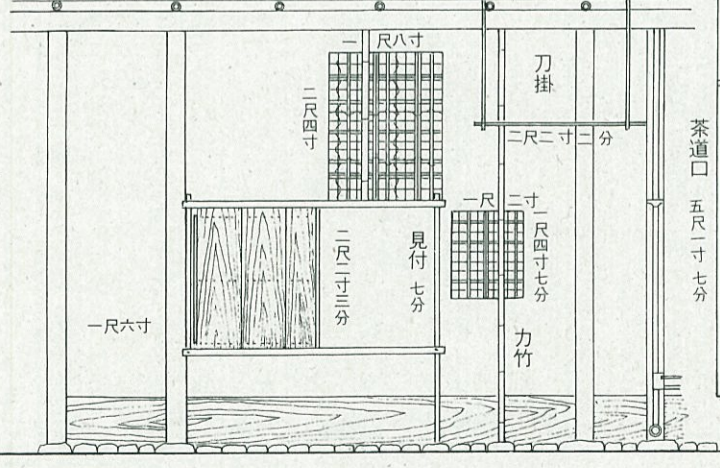 茶道口 五尺一寸七分
刀掛
二尺二寸二分
一尺八寸
二尺四寸
一尺二寸
一尺四寸七分
力竹
見付 七分
二尺二寸三分
一尺六寸